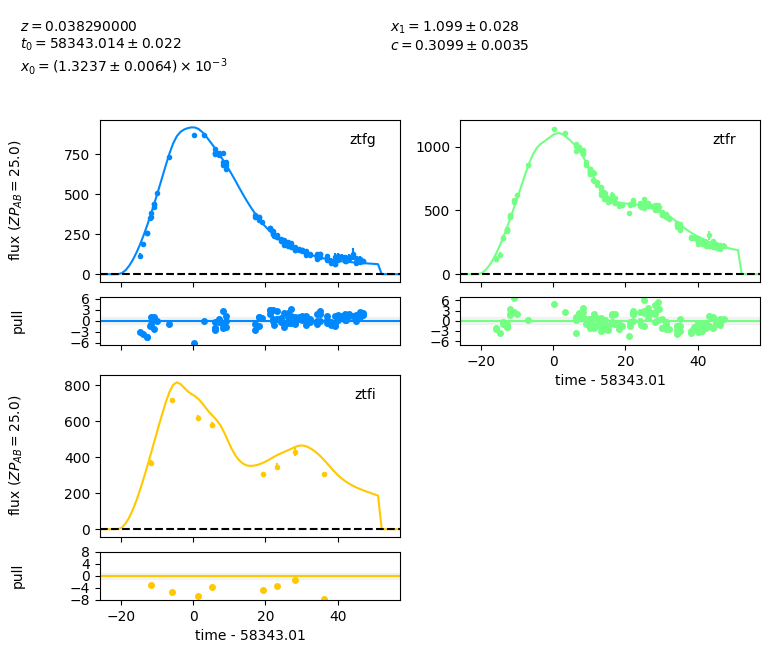 z = 0.038290000
t₀ = 58343.014 ± 0.022
x₀ = (1.3237 ± 0.0064) × 10⁻³
x₁ = 1.099 ± 0.028
c = 0.3099 ± 0.0035
flux (ZP_AB = 25.0)
750
500
250
0
ztfg
1000
500
0
ztfr
pull
6
3
0
−3
−6
6
3
0
−3
−6
−20
0
20
40
time - 58343.01
flux (ZP_AB = 25.0)
800
600
400
200
0
ztfi
pull
8
4
0
−4
−8
−20
0
20
40
time - 58343.01